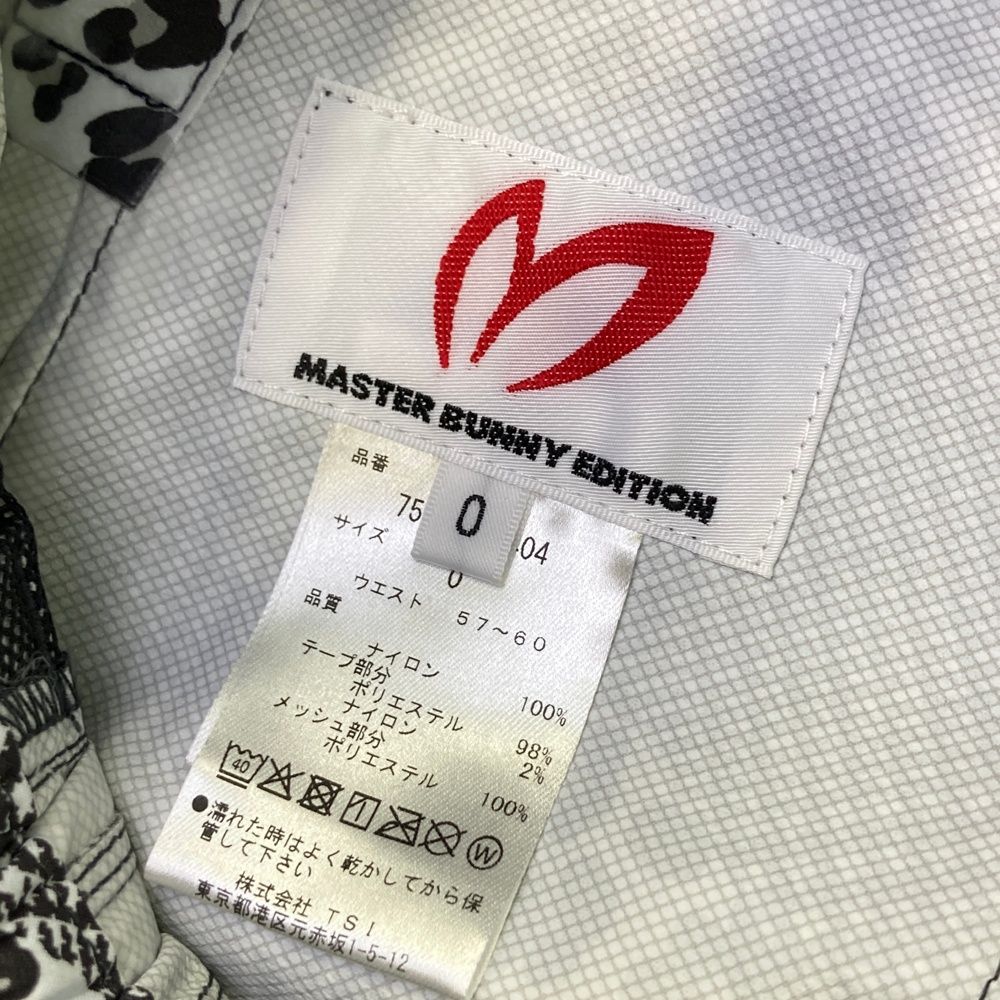 MASTER BUNNY EDITION
0
品番
75 04
サイズ
0
ウエスト 57～60
品質
ナイロン 100%
テープ部分
ポリエステル 98%
ナイロン 2%
メッシュ部分
ポリエステル 100%
40
W
●濡れた時はよく乾かしてから保
管して下さい
株式会社 TSI
東京都港区元赤坂1-5-12